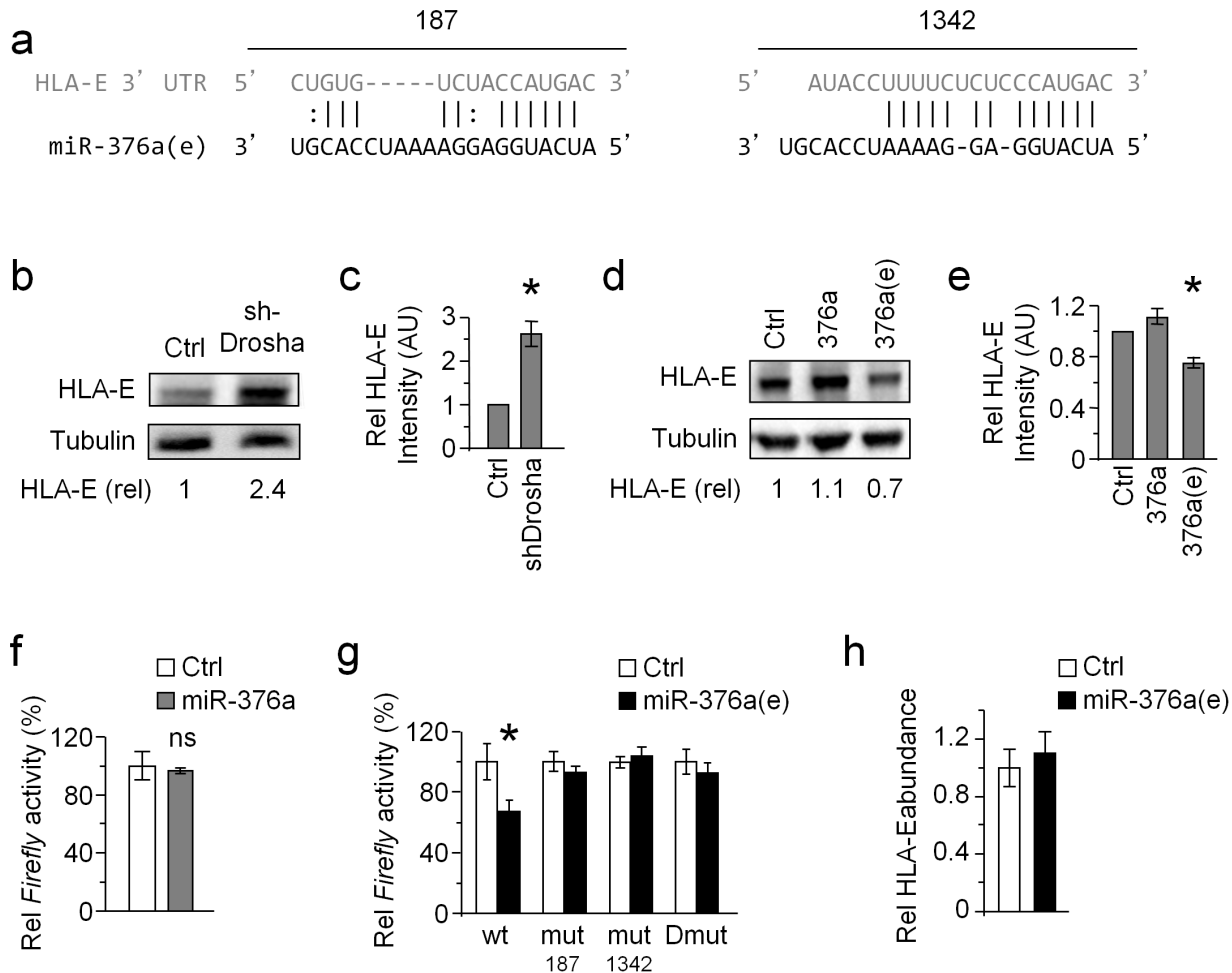 a
187
1342
HLA-E 3’ UTR 5’ CUGUG-----UCUACCAUGAC 3’
5’ AUACCUUUUCUCUCCCAUGAC 3’
:||| ||: ||||||
||||| || ||||||
miR-376a(e) 3’ UGCACCUAAAAGGAGGUACUA 5’
3’ UGCACCUAAAAG-GA-GGUACUA 5’
b
Ctrl
sh-
Drosha
HLA-E
Tubulin
HLA-E (rel) 1 2.4
c
*
Rel HLA-E
Intensity (AU)
3
2
1
0
Ctrl
shDrosha
d
Ctrl
376a
376a(e)
HLA-E
Tubulin
HLA-E (rel) 1 1.1 0.7
e
*
Rel HLA-E
Intensity (AU)
1.2
0.8
0.4
0
Ctrl
376a
376a(e)
f
Ctrl
miR-376a
Rel Firefly activity (%)
120
80
40
0
ns
g
Ctrl
miR-376a(e)
Rel Firefly activity (%)
120
80
40
0
*
wt
mut
187
mut
1342
Dmut
h
Ctrl
miR-376a(e)
Rel HLA-Eabundance
1.2
0.8
0.4
0